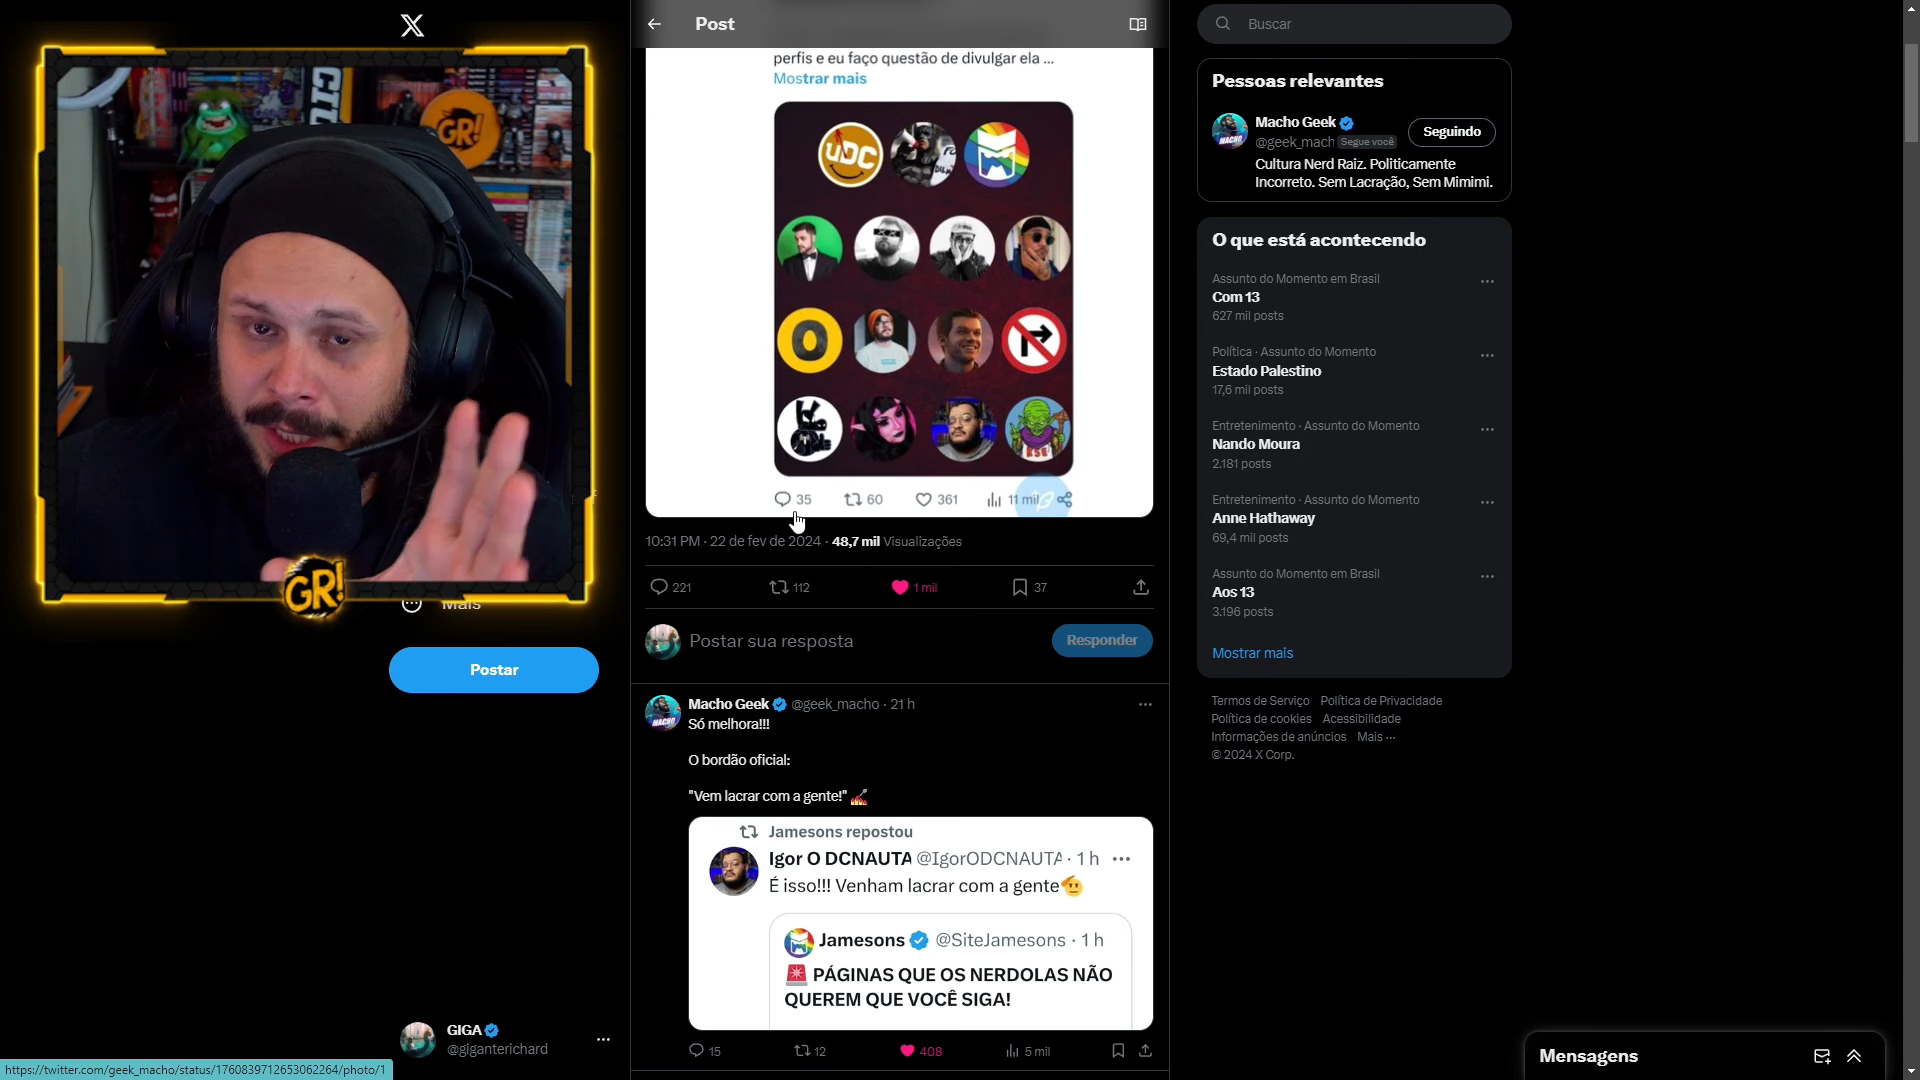 X
GR!
GR!
Mais
Postar
GIGA
@giganterichard
https://twitter.com/geek_macho/status/1760839712653062264/photo/1
Post
perfis e eu faço questão de divulgar ela ...
Mostrar mais
UDC
RSE
35
60
361
11 mil
10:31 PM · 22 de fev de 2024 · 48,7 mil Visualizações
221
112
1 mil
37
Postar sua resposta
Responder
Macho Geek @geek_macho · 21 h
Só melhora!!!
O bordão oficial:
"Vem lacrar com a gente!"
Jamesons repostou
Igor O DCNAUTA @IgorODCNAUTA · 1 h
É isso!!! Venham lacrar com a gente
Jamesons @SiteJamesons · 1 h
PÁGINAS QUE OS NERDOLAS NÃO
QUEREM QUE VOCÊ SIGA!
15
12
408
5 mil
Buscar
Pessoas relevantes
Macho Geek
@geek_mach Segue você
Seguindo
Cultura Nerd Raiz. Politicamente
Incorreto. Sem Lacração, Sem Mimimi.
O que está acontecendo
Assunto do Momento em Brasil
Com 13
627 mil posts
Política · Assunto do Momento
Estado Palestino
17,6 mil posts
Entretenimento · Assunto do Momento
Nando Moura
2.181 posts
Entretenimento · Assunto do Momento
Anne Hathaway
69,4 mil posts
Assunto do Momento em Brasil
Aos 13
3.196 posts
Mostrar mais
Termos de Serviço Política de Privacidade
Política de cookies Acessibilidade
Informações de anúncios Mais ...
© 2024 X Corp.
Mensagens